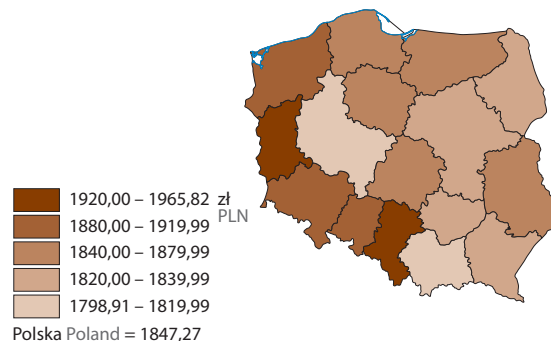 1920,00 – 1965,82 zł
PLN
1880,00 – 1919,99
1840,00 – 1879,99
1820,00 – 1839,99
1798,91 – 1819,99
Polska Poland = 1847,27